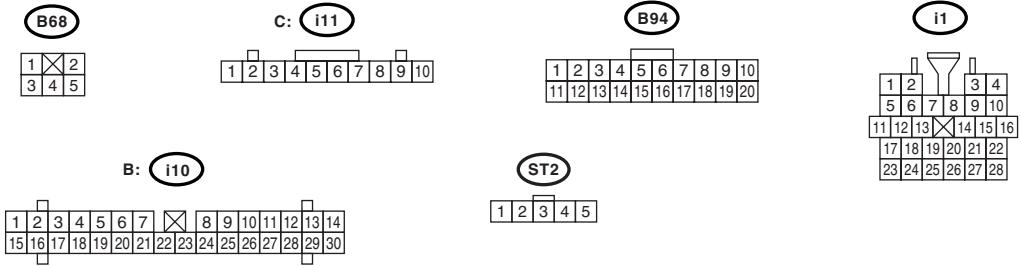 B68
1 2
3 4 5
C: i11
1 2 3 4 5 6 7 8 9 10
B94
1 2 3 4 5 6 7 8 9 10
11 12 13 14 15 16 17 18 19 20
i1
1 2 3 4
5 6 7 8 9 10
11 12 13 14 15 16
17 18 19 20 21 22
23 24 25 26 27 28
B: i10
1 2 3 4 5 6 7 8 9 10 11 12 13 14
15 16 17 18 19 20 21 22 23 24 25 26 27 28 29 30
ST2
1 2 3 4 5